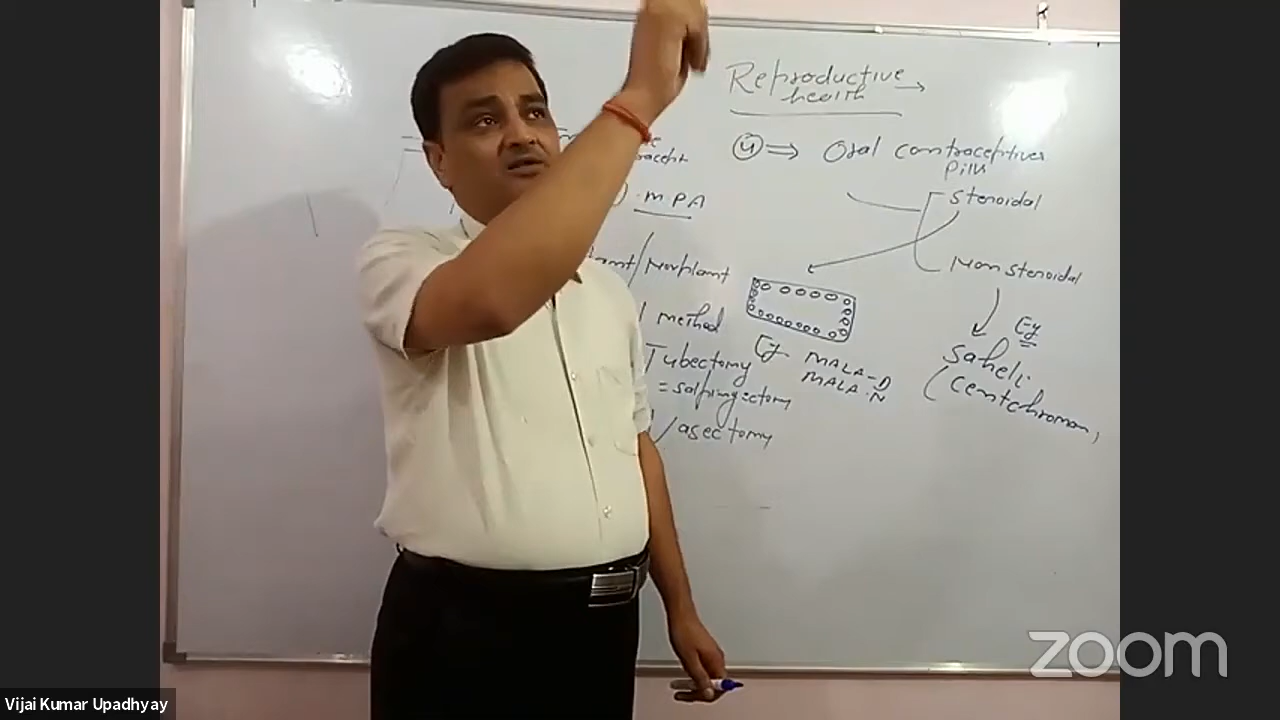 Reproductive
health →
④ ⇒ Oral contraceptives
Pills
MPA
Steroidal
/Norplant
Non steroidal
method
Eg
Tubectomy
Eg MALA-D
MALA-N
Saheli
= salpingectomy
(Centchroman,
Vasectomy
zoom
Vijai Kumar Upadhyay